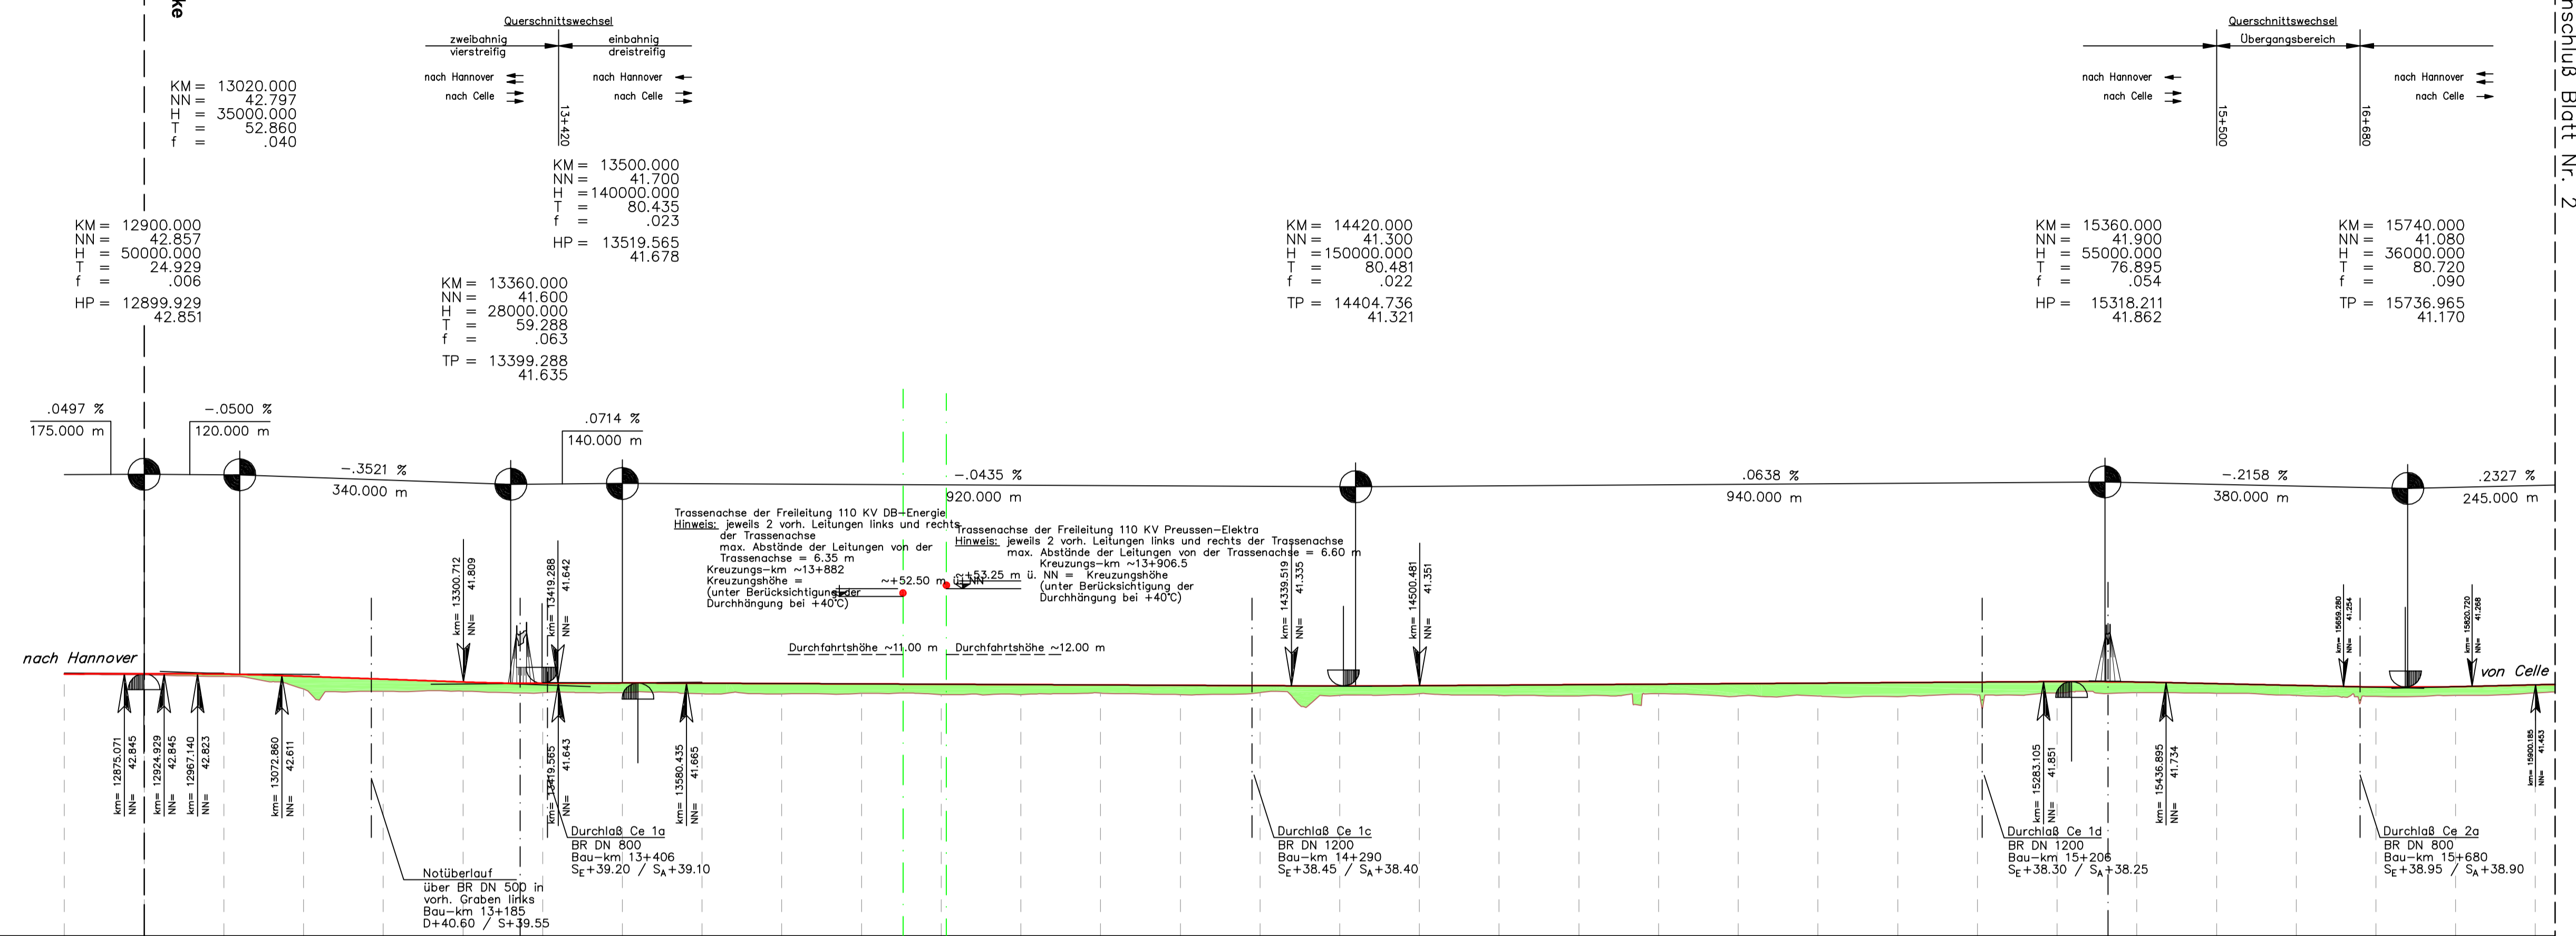 ke
Querschnittswechsel
zweibahnig einbahnig
vierstreifig dreistreifig
nach Hannover nach Hannover
nach Celle nach Celle
13+420
Querschnittswechsel
Übergangsbereich
nach Hannover nach Hannover
nach Celle nach Celle
15+500
16+680
nschluß Blatt Nr. 2
KM = 13020.000
NN = 42.797
H = 35000.000
T = 52.860
f = .040
KM = 13500.000
NN = 41.700
H = 140000.000
T = 80.435
f = .023
HP = 13519.565
41.678
KM = 12900.000
NN = 42.857
H = 50000.000
T = 24.929
f = .006
HP = 12899.929
42.851
KM = 13360.000
NN = 41.600
H = 28000.000
T = 59.288
f = .063
TP = 13399.288
41.635
KM = 14420.000
NN = 41.300
H = 150000.000
T = 80.481
f = .022
TP = 14404.736
41.321
KM = 15360.000
NN = 41.900
H = 55000.000
T = 76.895
f = .054
HP = 15318.211
41.862
KM = 15740.000
NN = 41.080
H = 36000.000
T = 80.720
f = .090
TP = 15736.965
41.170
.0497 %
175.000 m
-.0500 %
120.000 m
-.3521 %
340.000 m
.0714 %
140.000 m
-.0435 %
920.000 m
.0638 %
940.000 m
-.2158 %
380.000 m
.2327 %
245.000 m
Trassenachse der Freileitung 110 KV DB-Energie
Hinweis: jeweils 2 vorh. Leitungen links und rechts
der Trassenachse
max. Abstände der Leitungen von der
Trassenachse = 6.35 m
Kreuzungs-km ~13+882
Kreuzungshöhe = ~+52.50 m ü. NN
(unter Berücksichtigung der
Durchhängung bei +40°C)
Trassenachse der Freileitung 110 KV Preussen-Elektra
Hinweis: jeweils 2 vorh. Leitungen links und rechts der Trassenachse
max. Abstände der Leitungen von der Trassenachse = 6.60 m
Kreuzungs-km ~13+906.5
~+53.25 m ü. NN = Kreuzungshöhe
(unter Berücksichtigung der
Durchhängung bei +40°C)
Durchfahrtshöhe ~11.00 m
Durchfahrtshöhe ~12.00 m
km= 13300.712
NN= 41.809
km= 13419.288
NN= 41.642
km= 14339.519
NN= 41.335
km= 14500.481
NN= 41.351
km= 15659.280
NN= 41.254
km= 15820.720
NN= 41.268
nach Hannover
von Celle
km= 12875.071
NN= 42.845
km= 12924.929
NN= 42.845
km= 12967.140
NN= 42.823
km= 13072.860
NN= 42.611
km= 13419.565
NN= 41.643
km= 13580.435
NN= 41.665
km= 15283.105
NN= 41.851
km= 15436.895
NN= 41.734
km= 15900.185
NN= 41.453
Notüberlauf
über BR DN 500 in
vorh. Graben links
Bau-km 13+185
D+40.60 / S+39.55
Durchlaß Ce 1a
BR DN 800
Bau-km 13+406
SE+39.20 / SA+39.10
Durchlaß Ce 1c
BR DN 1200
Bau-km 14+290
SE+38.45 / SA+38.40
Durchlaß Ce 1d
BR DN 1200
Bau-km 15+206
SE+38.30 / SA+38.25
Durchlaß Ce 2a
BR DN 800
Bau-km 15+680
SE+38.95 / SA+38.90